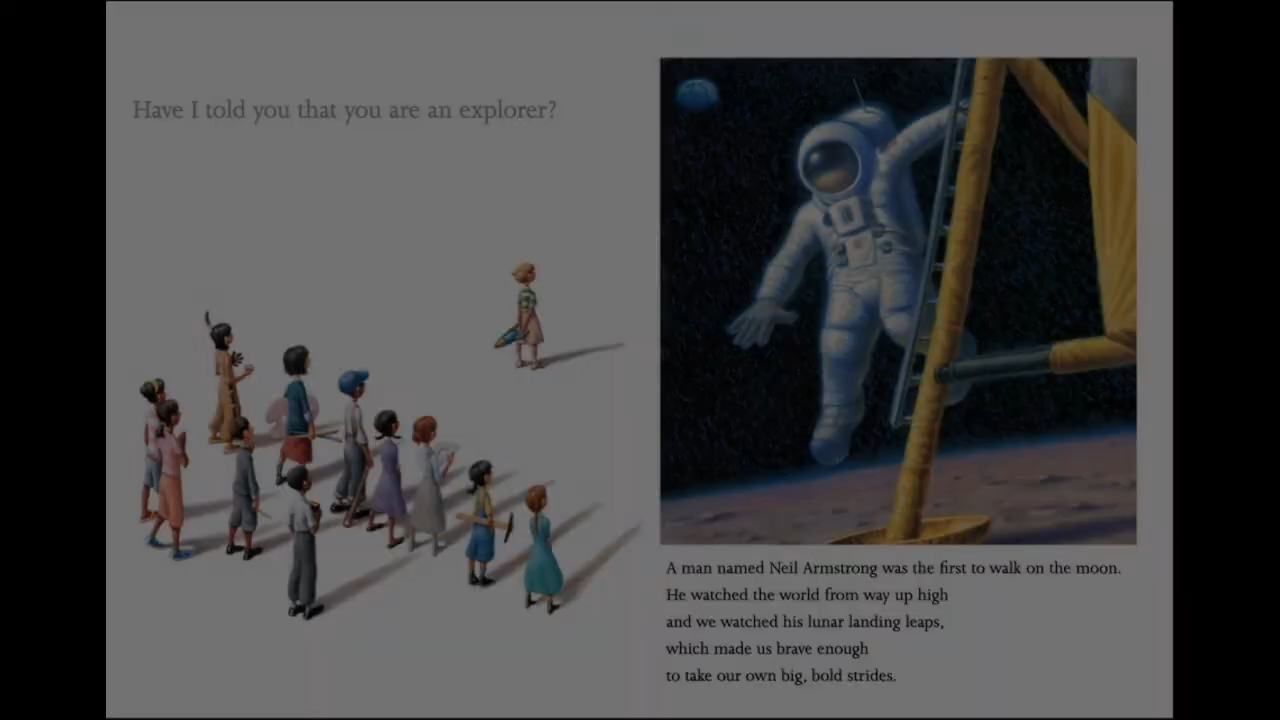 Have I told you that you are an explorer?
A man named Neil Armstrong was the first to walk on the moon.
He watched the world from way up high
and we watched his lunar landing leaps,
which made us brave enough
to take our own big, bold strides.